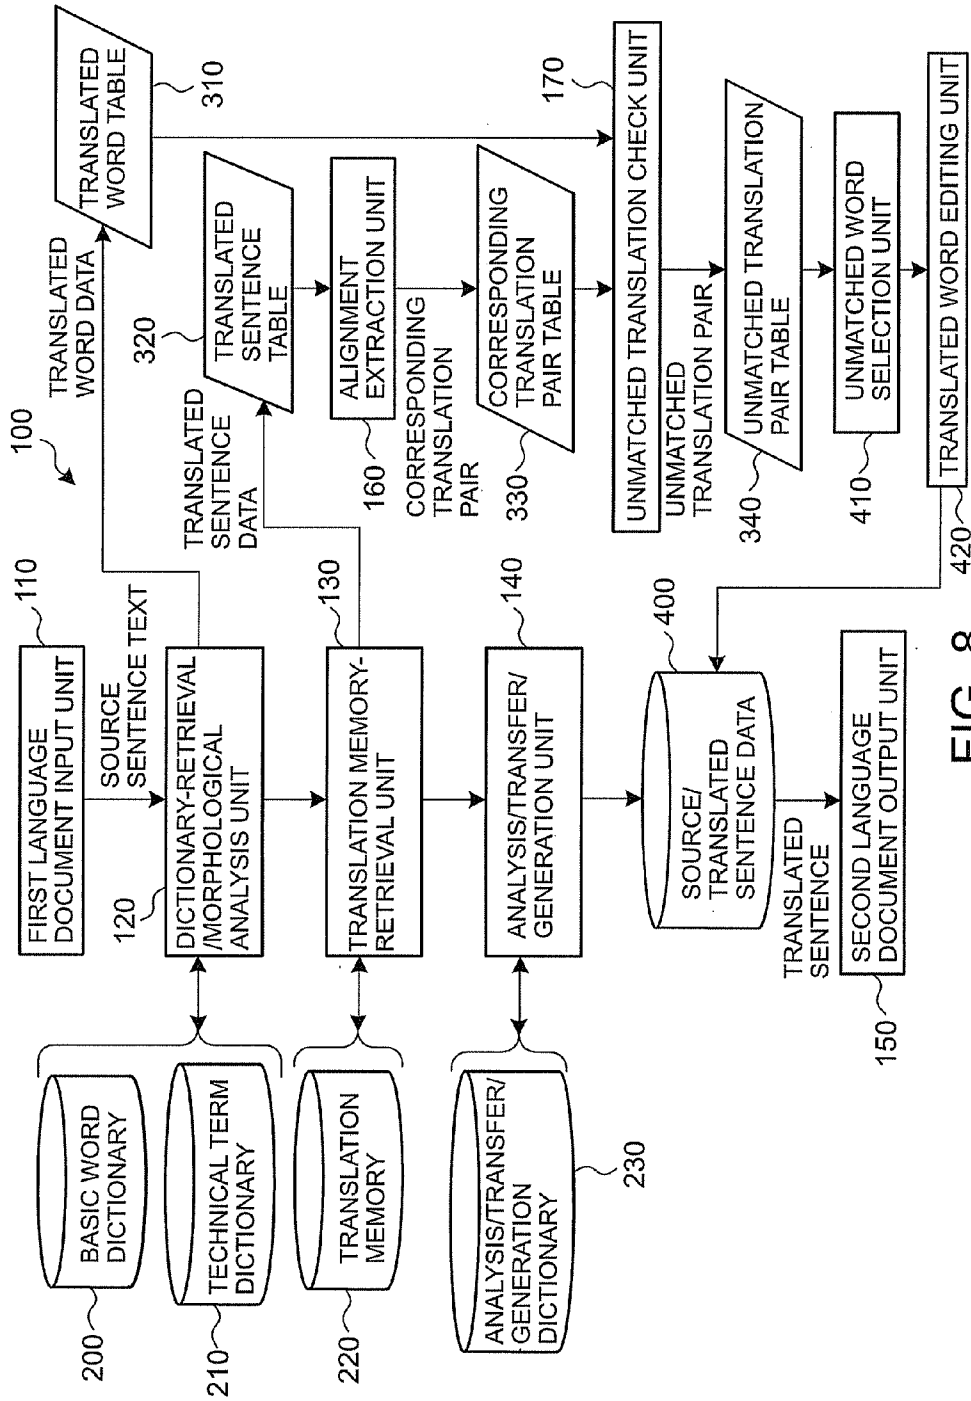 100
200
BASIC WORD
DICTIONARY
210
TECHNICAL TERM
DICTIONARY
220
TRANSLATION
MEMORY
ANALYSIS/TRANSFER/
GENERATION
DICTIONARY
230
110
FIRST LANGUAGE
DOCUMENT INPUT UNIT
SOURCE
SENTENCE TEXT
120
DICTIONARY-RETRIEVAL
/MORPHOLOGICAL
ANALYSIS UNIT
130
TRANSLATION MEMORY-
RETRIEVAL UNIT
140
ANALYSIS/TRANSFER/
GENERATION UNIT
400
SOURCE/
TRANSLATED
SENTENCE DATA
TRANSLATED
SENTENCE
150
SECOND LANGUAGE
DOCUMENT OUTPUT UNIT
TRANSLATED
WORD DATA
TRANSLATED
WORD TABLE
310
TRANSLATED
SENTENCE
DATA
320
TRANSLATED
SENTENCE
TABLE
160
ALIGNMENT
EXTRACTION UNIT
CORRESPONDING
TRANSLATION
PAIR
330
CORRESPONDING
TRANSLATION
PAIR TABLE
170
UNMATCHED TRANSLATION CHECK UNIT
UNMATCHED
TRANSLATION PAIR
340
UNMATCHED TRANSLATION
PAIR TABLE
410
UNMATCHED WORD
SELECTION UNIT
420
TRANSLATED WORD EDITING UNIT
FIG. 8